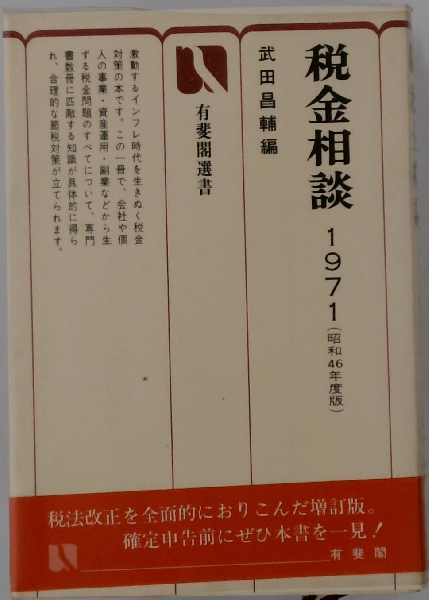 税金相談 1971(昭和46年度版)
武田昌輔編
有斐閣選書
激動するインフレ時代を生きぬく税金
対策の本です。この一冊で、会社や個
人の事業・資産運用・副業などから生
ずる税金問題のすべてについて、専門
書数冊に匹敵する知識が具体的に得ら
れ、合理的な節税対策が立てられます。
税法改正を全面的におりこんだ増訂版。
確定申告前にぜひ本書を一見!
有斐閣